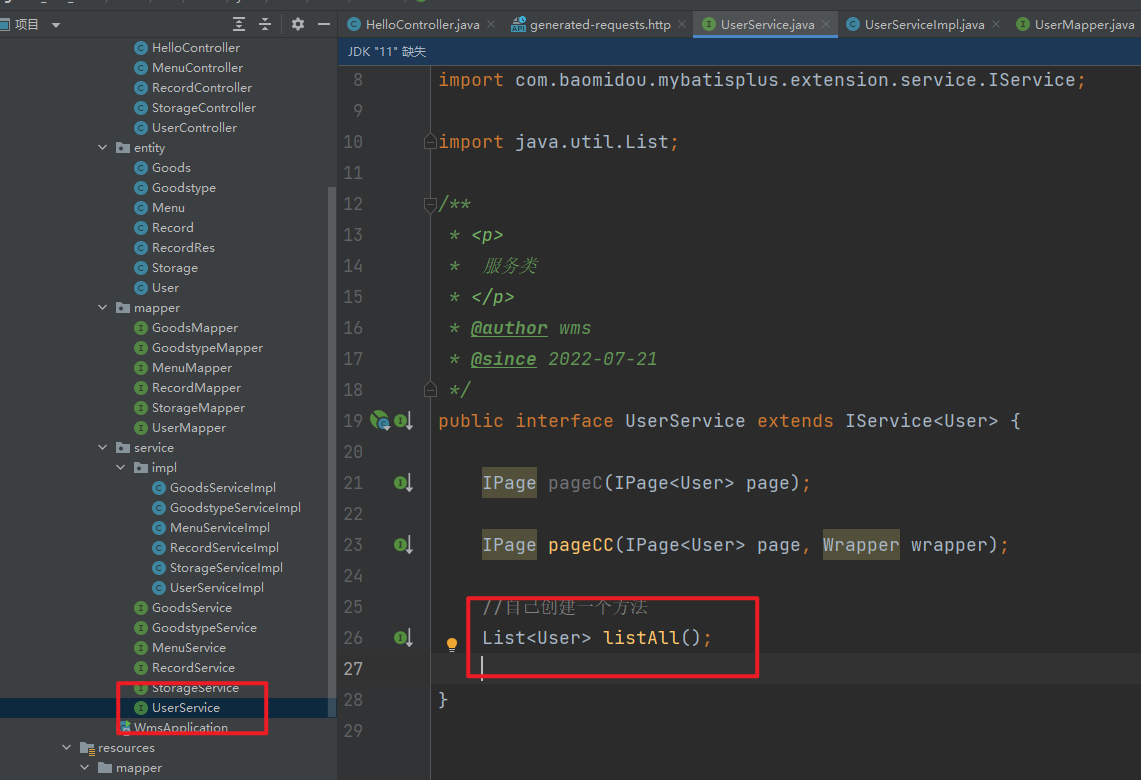 项目
HelloController
MenuController
RecordController
StorageController
UserController
entity
Goods
Goodstype
Menu
Record
RecordRes
Storage
User
mapper
GoodsMapper
GoodstypeMapper
MenuMapper
RecordMapper
StorageMapper
UserMapper
service
impl
GoodsServiceImpl
GoodstypeServiceImpl
MenuServiceImpl
RecordServiceImpl
StorageServiceImpl
UserServiceImpl
GoodsService
GoodstypeService
MenuService
RecordService
StorageService
UserService
WmsApplication
resources
mapper
HelloController.java generated-requests.http UserService.java UserServiceImpl.java UserMapper.java
JDK "11" 缺失
8 import com.baomidou.mybatisplus.extension.service.IService;
9
10 import java.util.List;
11
12 /**
13 * <p>
14 * 服务类
15 * </p>
16 * @author wms
17 * @since 2022-07-21
18 */
19 public interface UserService extends IService<User> {
20
21 IPage pageC(IPage<User> page);
22
23 IPage pageCC(IPage<User> page, Wrapper wrapper);
24
25 //自己创建一个方法
26 List<User> listAll();
27
28 }
29